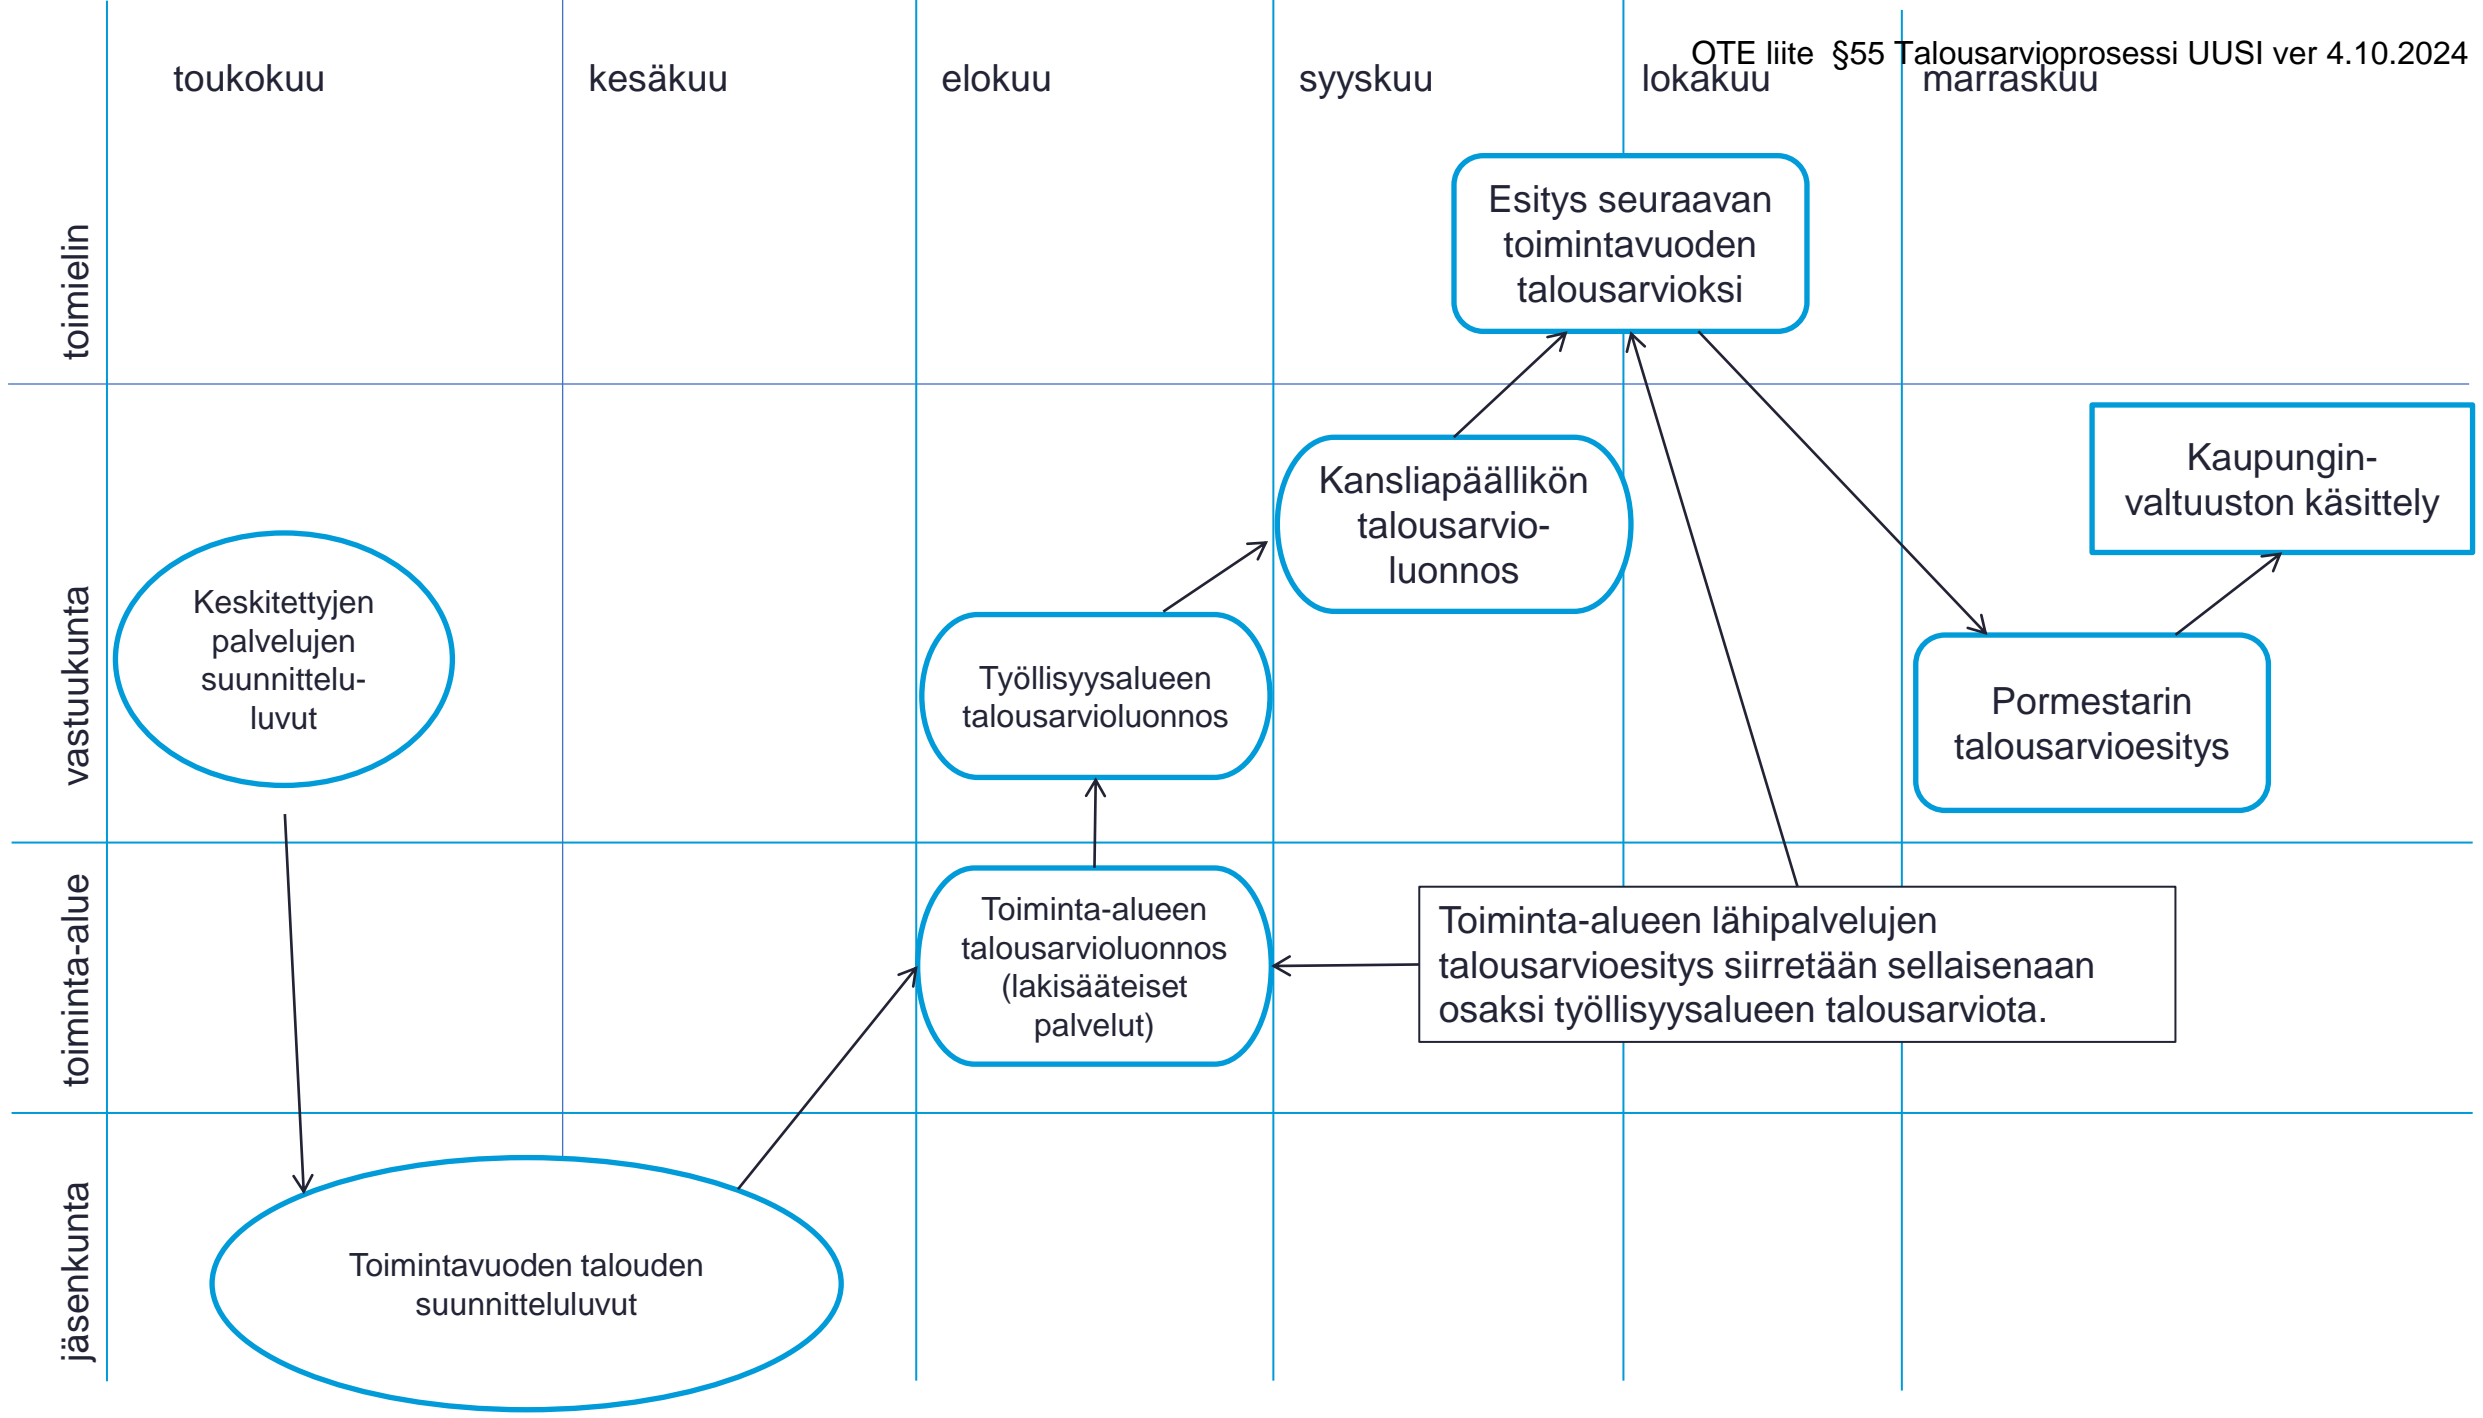 OTE liite §55 Talousarvioprosessi UUSI ver 4.10.2024
toukokuu
kesäkuu
elokuu
syyskuu
lokakuu
marraskuu
toimielin
Esitys seuraavan
toimintavuoden
talousarvioksi
vastuukunta
Keskitettyjen
palvelujen
suunnittelu-
luvut
Työllisyysalueen
talousarvioluonnos
Kansliapäällikön
talousarvio-
luonnos
Kaupungin-
valtuuston käsittely
Pormestarin
talousarvioesitys
toiminta-alue
Toiminta-alueen
talousarvioluonnos
(lakisääteiset
palvelut)
Toiminta-alueen lähipalvelujen
talousarvioesitys siirretään sellaisenaan
osaksi työllisyysalueen talousarviota.
jäsenkunta
Toimintavuoden talouden
suunnitteluluvut